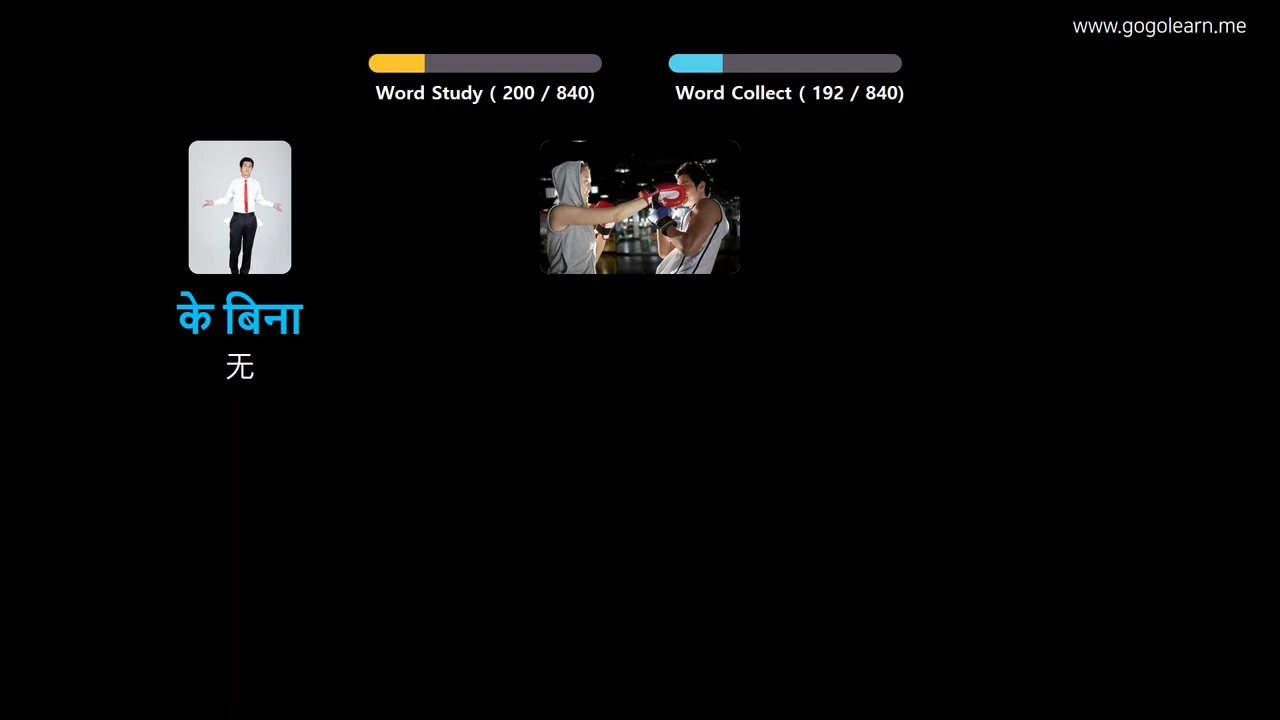 www.gogolearn.me
Word Study ( 200 / 840)
Word Collect ( 192 / 840)
के बिना
无